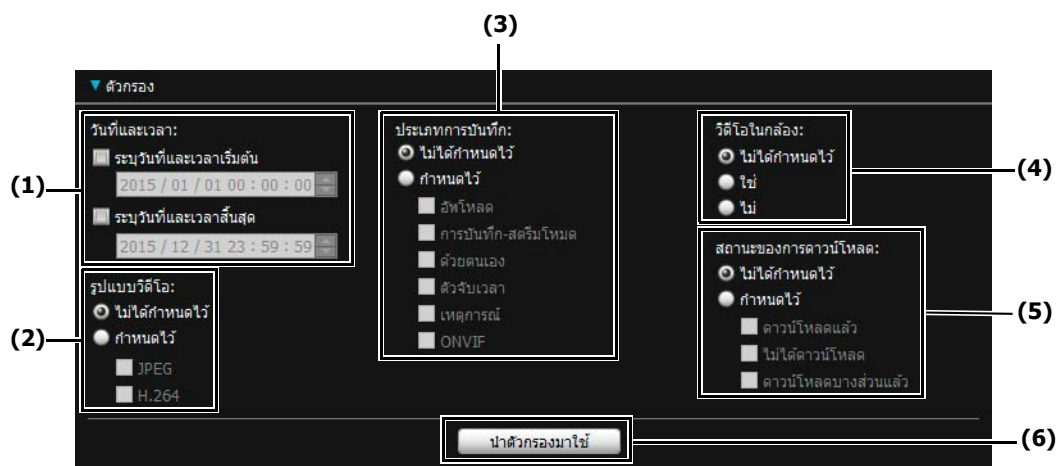 (3)
ตัวกรอง
(1)
วันที่และเวลา:
ระบุวันที่และเวลาเริ่มต้น
2015 / 01 / 01 00 : 00 : 00
ระบุวันที่และเวลาสิ้นสุด
2015 / 12 / 31 23 : 59 : 59
(2)
รูปแบบวิดีโอ:
ไม่ได้กำหนดไว้
กำหนดไว้
JPEG
H.264
ประเภทการบันทึก:
ไม่ได้กำหนดไว้
กำหนดไว้
อัพโหลด
การบันทึก-สตรีมโหมด
ด้วยตนเอง
ตัวจับเวลา
เหตุการณ์
ONVIF
วิดีโอในกล้อง:
ไม่ได้กำหนดไว้
ใช่
ไม่
(4)
สถานะของการดาวน์โหลด:
ไม่ได้กำหนดไว้
กำหนดไว้
ดาวน์โหลดแล้ว
ไม่ได้ดาวน์โหลด
ดาวน์โหลดบางส่วนแล้ว
(5)
นำตัวกรองมาใช้
(6)